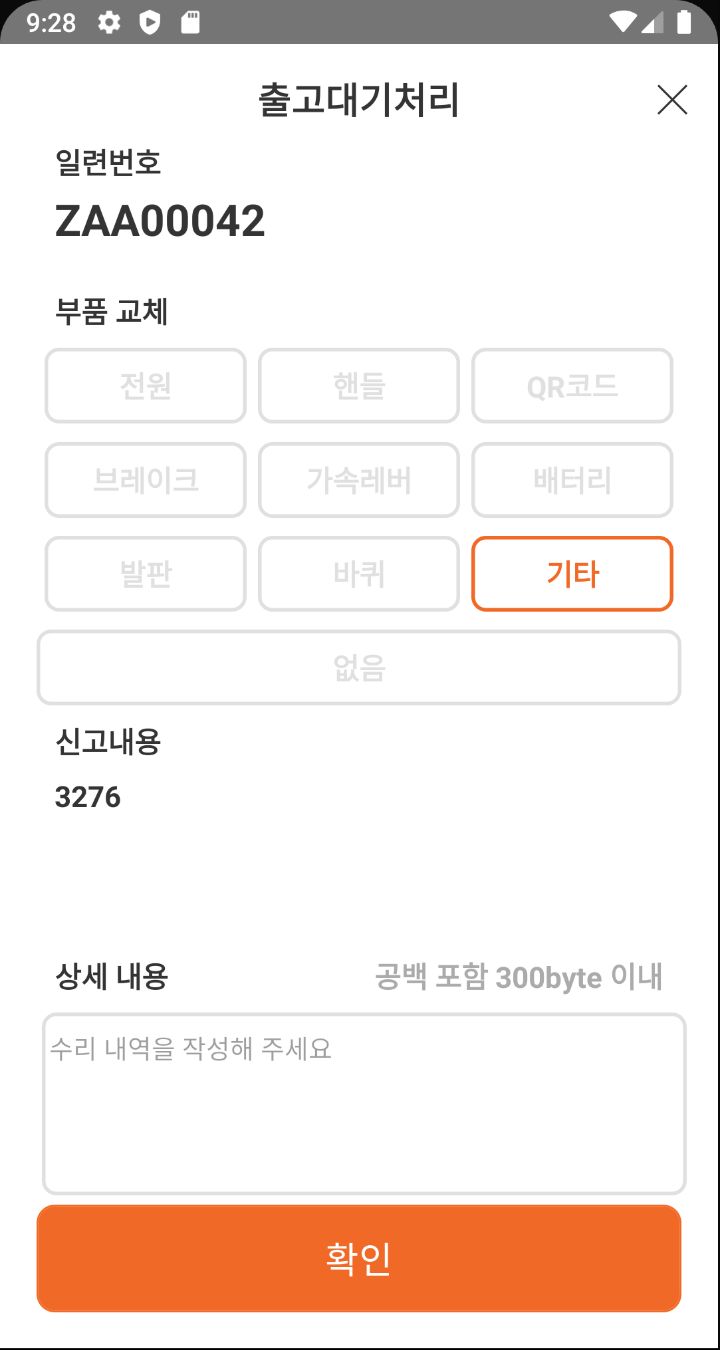 9:28
출고대기처리
일련번호
ZAA00042
부품 교체
전원 핸들 QR코드
브레이크 가속레버 배터리
발판 바퀴 기타
없음
신고내용
3276
상세 내용 공백 포함 300byte 이내
수리 내역을 작성해 주세요
확인